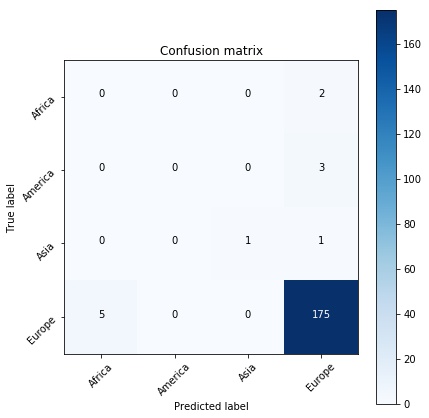 Confusion matrix
True label
Africa 0 0 0 2
America 0 0 0 3
Asia 0 0 1 1
Europe 5 0 0 175
Africa America Asia Europe
Predicted label
160
140
120
100
80
60
40
20
0